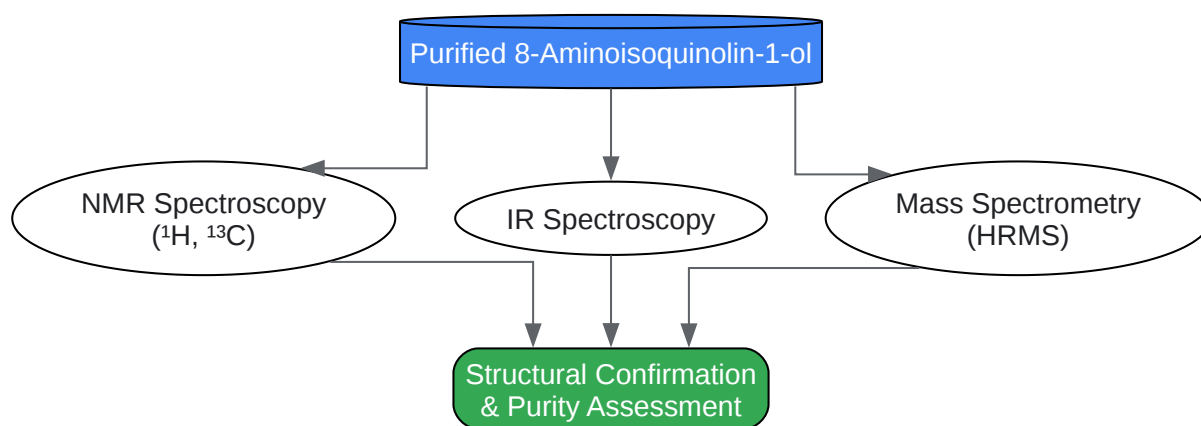 Purified 8-Aminoisoquinolin-1-ol
NMR Spectroscopy
(¹H, ¹³C)
IR Spectroscopy
Mass Spectrometry
(HRMS)
Structural Confirmation
& Purity Assessment